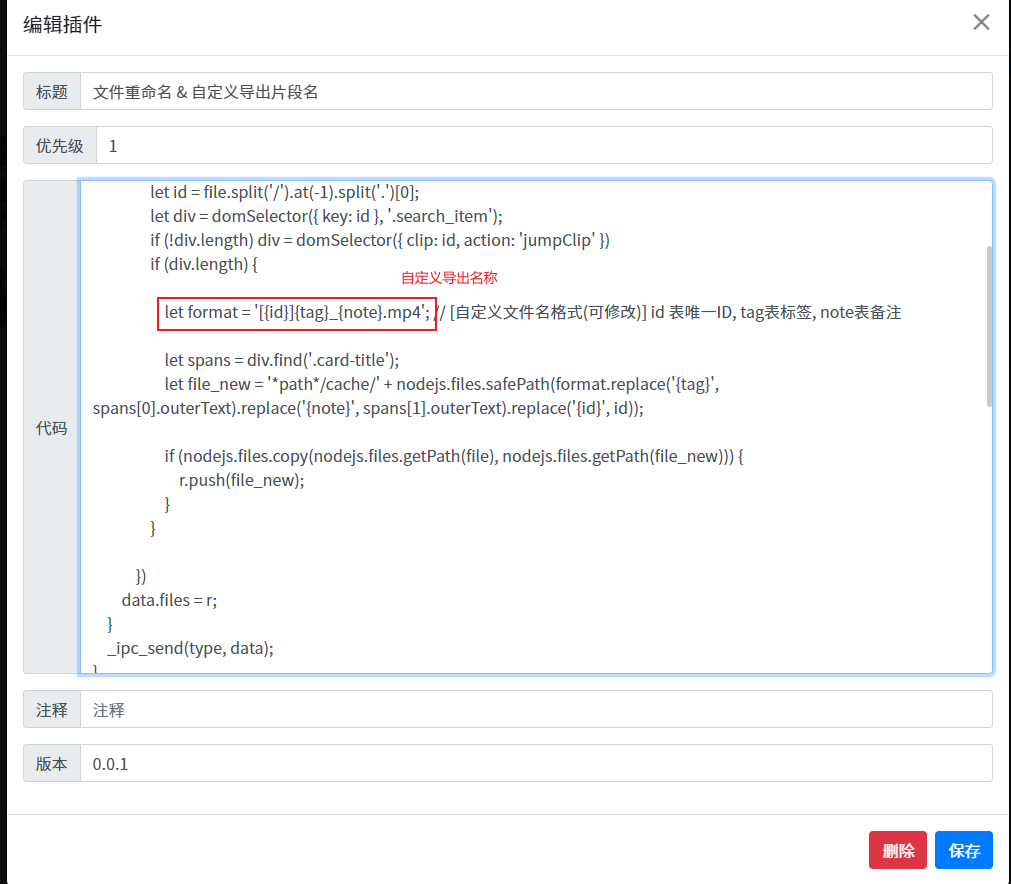 编辑插件
标题
文件重命名 & 自定义导出片段名
优先级
1
let id = file.split('/').at(-1).split('.')[0];
let div = domSelector({ key: id }, '.search_item');
if (!div.length) div = domSelector({ clip: id, action: 'jumpClip' })
if (div.length) {
自定义导出名称
let format = '[{id}]{tag}_{note}.mp4'; // [自定义文件名格式(可修改)] id 表唯一ID, tag表标签, note表备注
let spans = div.find('.card-title');
let file_new = '*path*/cache/' + nodejs.files.safePath(format.replace('{tag}',
spans[0].outerText).replace('{note}', spans[1].outerText).replace('{id}', id));
代码
if (nodejs.files.copy(nodejs.files.getPath(file), nodejs.files.getPath(file_new))) {
r.push(file_new);
}
}
})
data.files = r;
}
_ipc_send(type, data);
}
注释
注释
版本
0.0.1
删除
保存